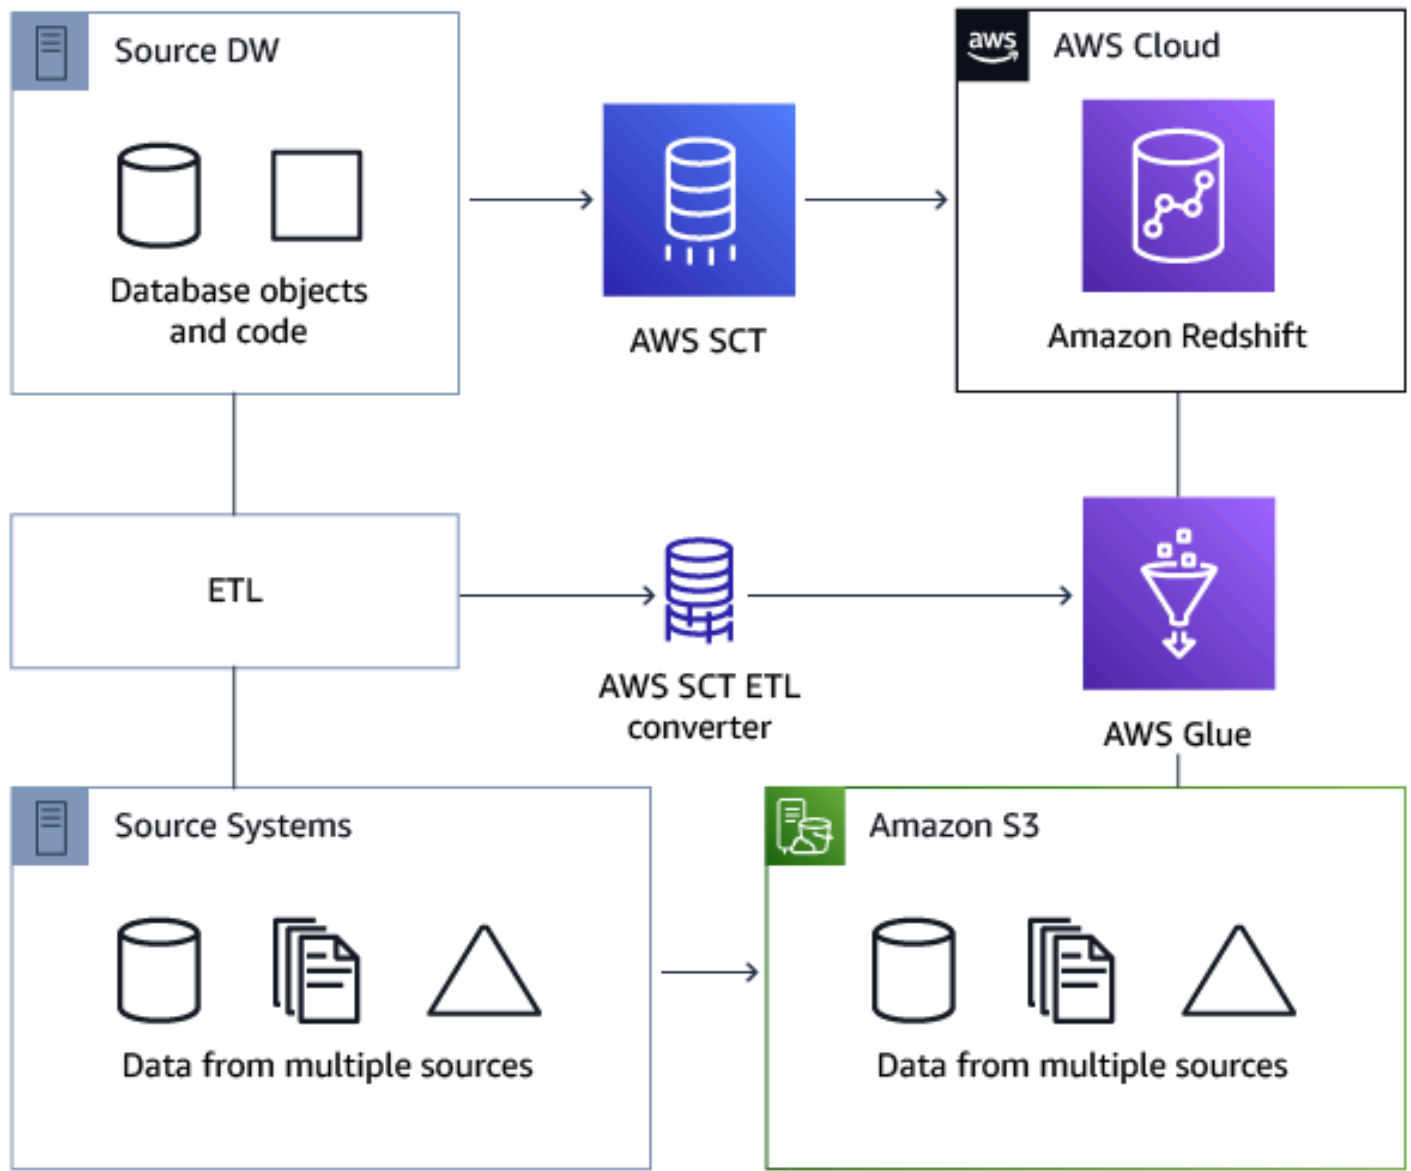 Source DW
Database objects
and code
AWS SCT
aws
AWS Cloud
Amazon Redshift
ETL
AWS SCT ETL
converter
AWS Glue
Source Systems
Data from multiple sources
Amazon S3
Data from multiple sources